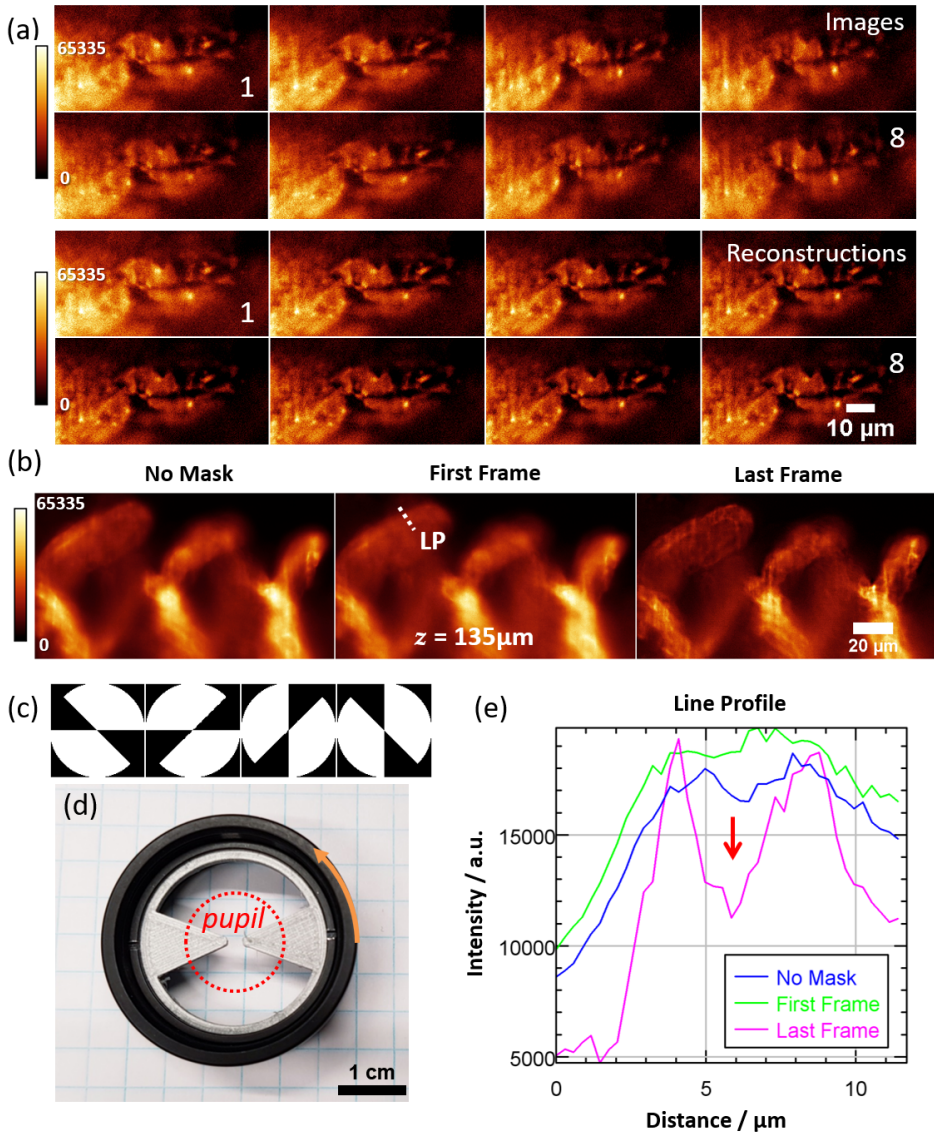 (a)
65335
0
Images
1
8
65335
0
Reconstructions
1
8
10 µm
(b)
No Mask
First Frame
Last Frame
65335
0
LP
z = 135µm
20 µm
(c)
(d)
pupil
1 cm
(e)
Line Profile
Intensity / a.u.
15000
10000
5000
No Mask
First Frame
Last Frame
0
5
10
Distance / µm